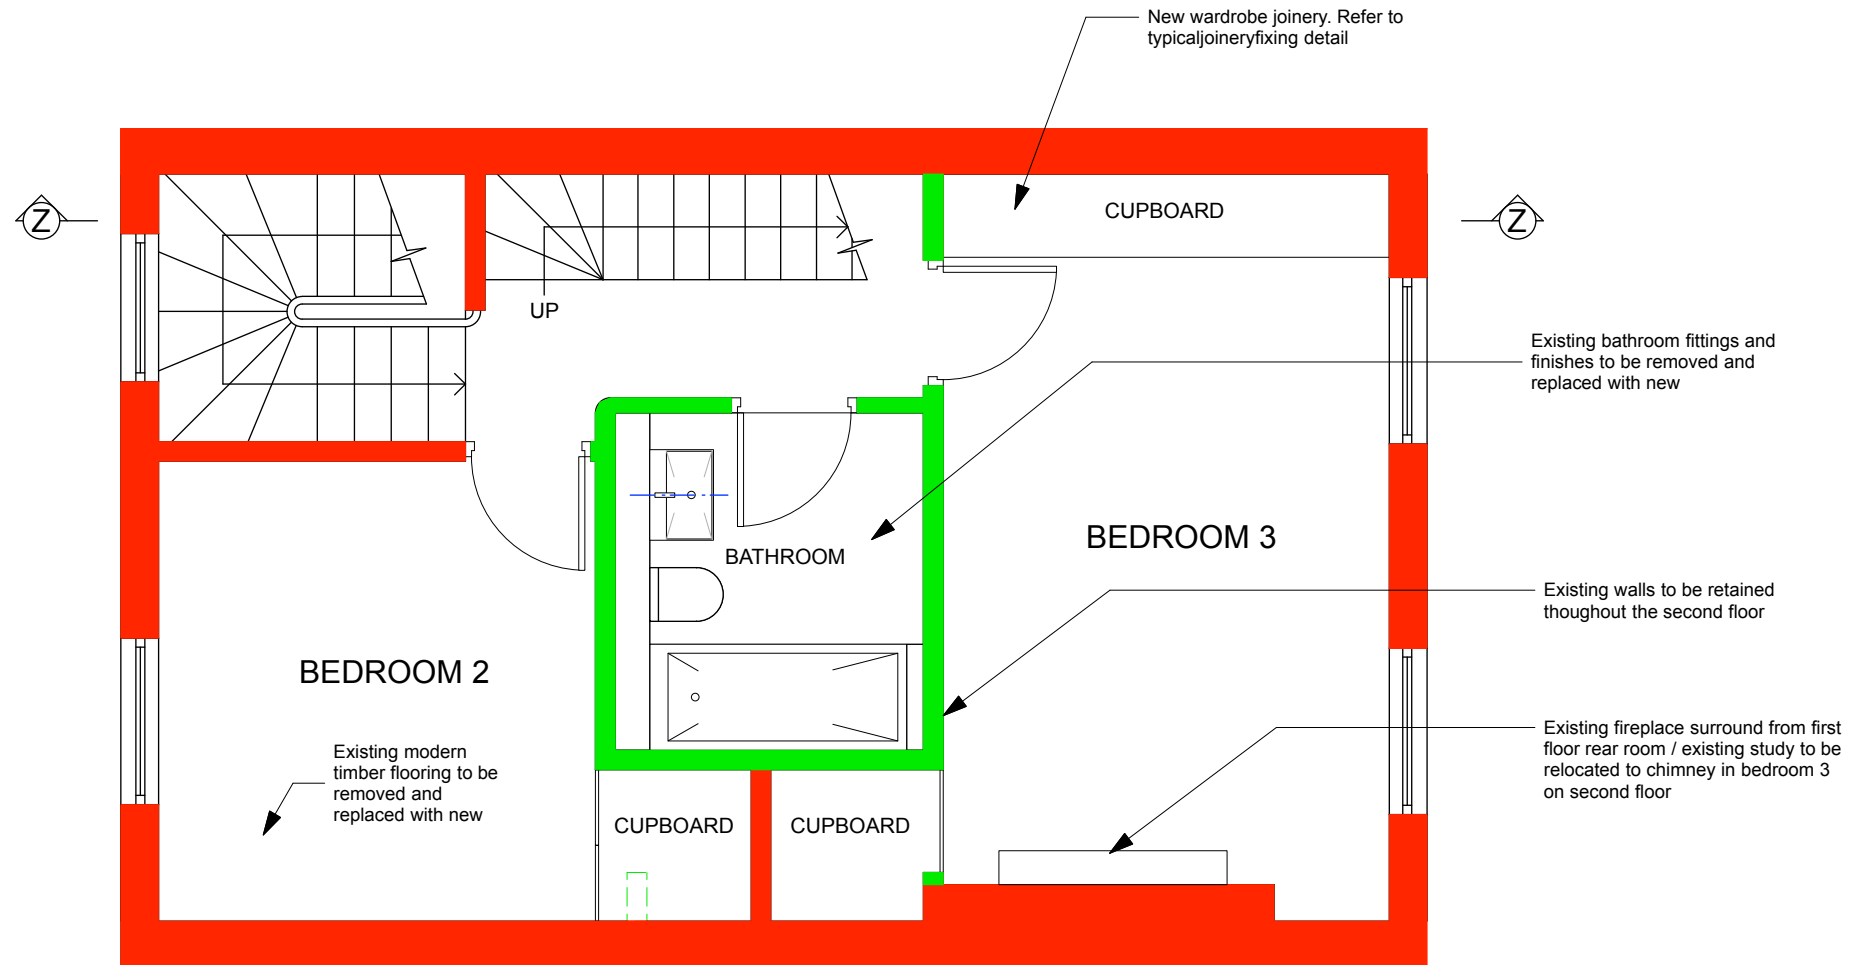 New wardrobe joinery. Refer to
typicaljoineryfixing detail
Z
CUPBOARD
Z
UP
Existing bathroom fittings and
finishes to be removed and
replaced with new
BEDROOM 3
BATHROOM
Existing walls to be retained
thoughout the second floor
BEDROOM 2
Existing modern
timber flooring to be
removed and
replaced with new
Existing fireplace surround from first
floor rear room / existing study to be
relocated to chimney in bedroom 3
on second floor
CUPBOARD
CUPBOARD